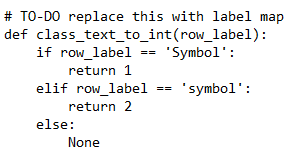 # TO-DO replace this with label map
def class_text_to_int(row_label):
    if row_label == 'Symbol':
        return 1
    elif row_label == 'symbol':
        return 2
    else:
        None